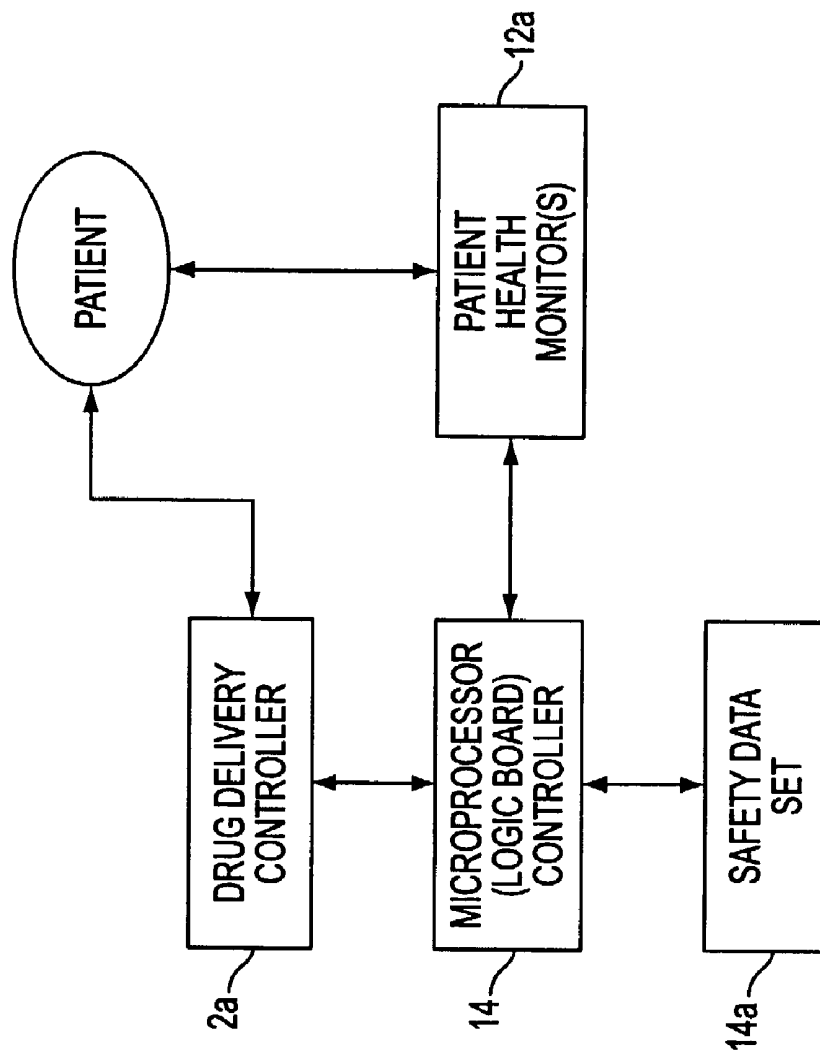 PATIENT
12a
PATIENT
HEALTH
MONITOR(S)
DRUG DELIVERY
CONTROLLER
2a
MICROPROCESSOR
(LOGIC BOARD)
CONTROLLER
14
SAFETY DATA
SET
14a